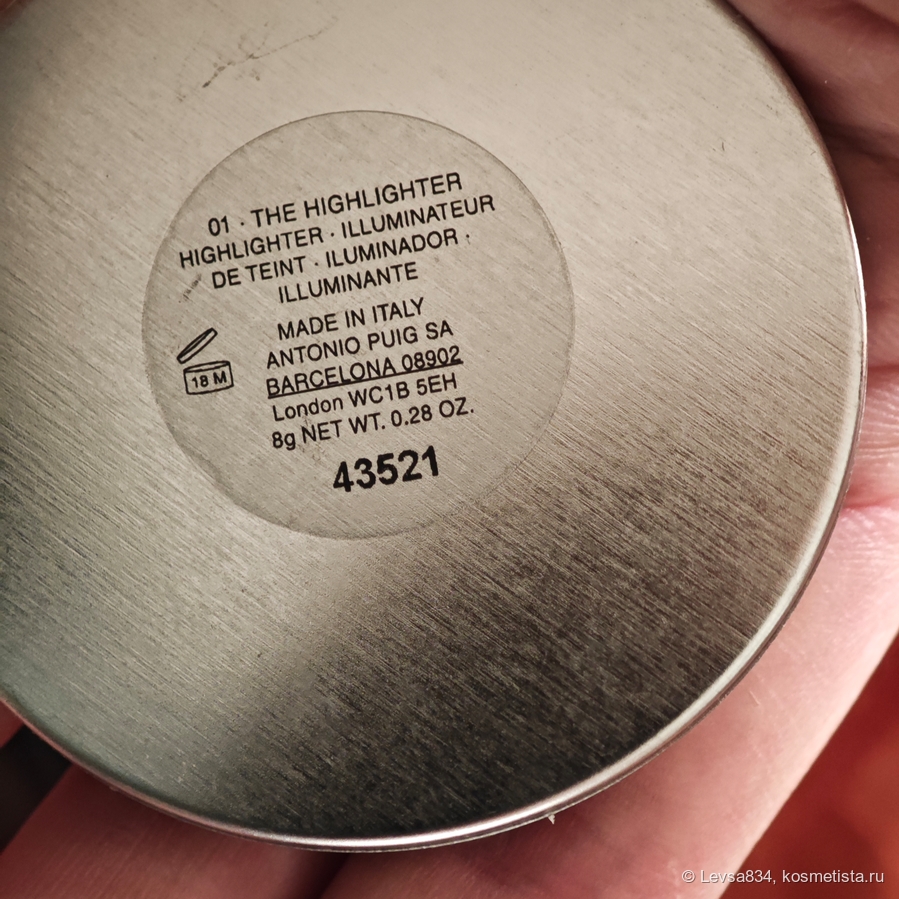 01 · THE HIGHLIGHTER
HIGHLIGHTER · ILLUMINATEUR
DE TEINT · ILUMINADOR ·
ILLUMINANTE
MADE IN ITALY
ANTONIO PUIG SA
BARCELONA 08902
London WC1B 5EH
8g NET WT. 0.28 OZ.
18 M
43521
© Levsa834, kosmetista.ru